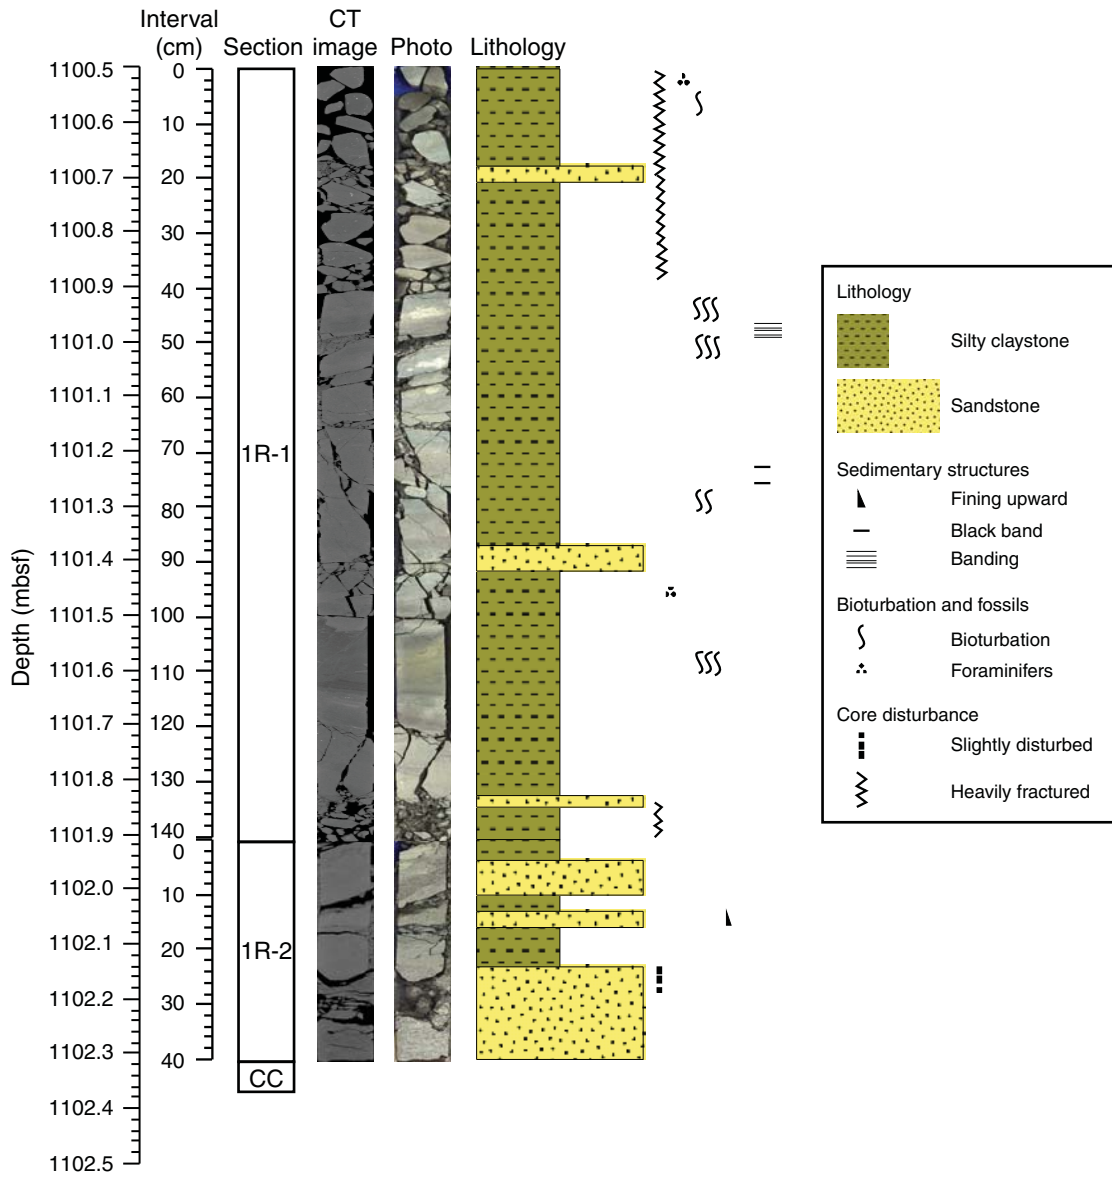 Interval (cm)
Section
CT image
Photo
Lithology
Depth (mbsf)
1100.5
1100.6
1100.7
1100.8
1100.9
1101.0
1101.1
1101.2
1101.3
1101.4
1101.5
1101.6
1101.7
1101.8
1101.9
1102.0
1102.1
1102.2
1102.3
1102.4
1102.5
0
10
20
30
40
50
60
70
80
90
100
110
120
130
140
0
10
20
30
40
1R-1
1R-2
CC
Lithology
Silty claystone
Sandstone
Sedimentary structures
Fining upward
Black band
Banding
Bioturbation and fossils
Bioturbation
Foraminifers
Core disturbance
Slightly disturbed
Heavily fractured